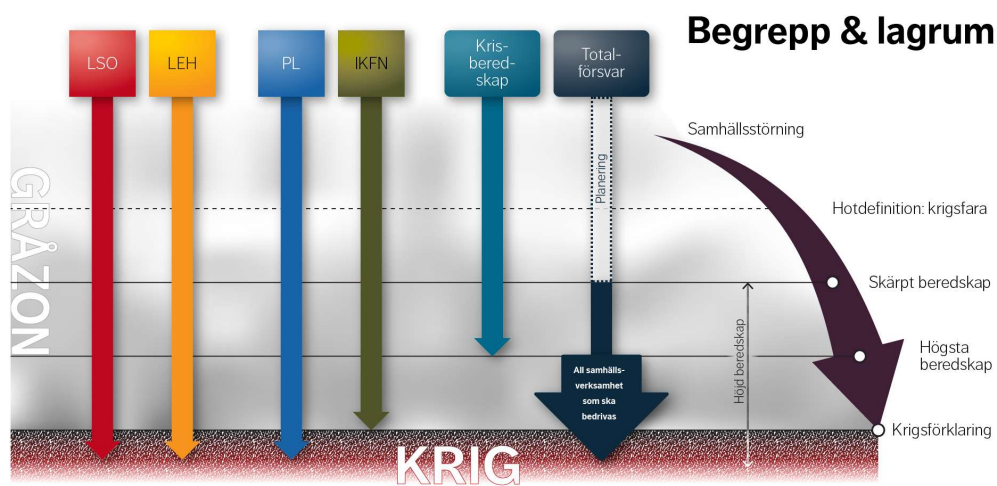 Begrepp & lagrum
LSO
LEH
PL
IKFN
Kris-
bered-
skap
Total-
försvar
Samhällsstörning
Planering
GRÅZON
Hotdefinition: krigsfara
Skärpt beredskap
Höjd beredskap
Högsta
beredskap
All samhälls-
verksamhet
som ska
bedrivas
Krigsförklaring
KRIG